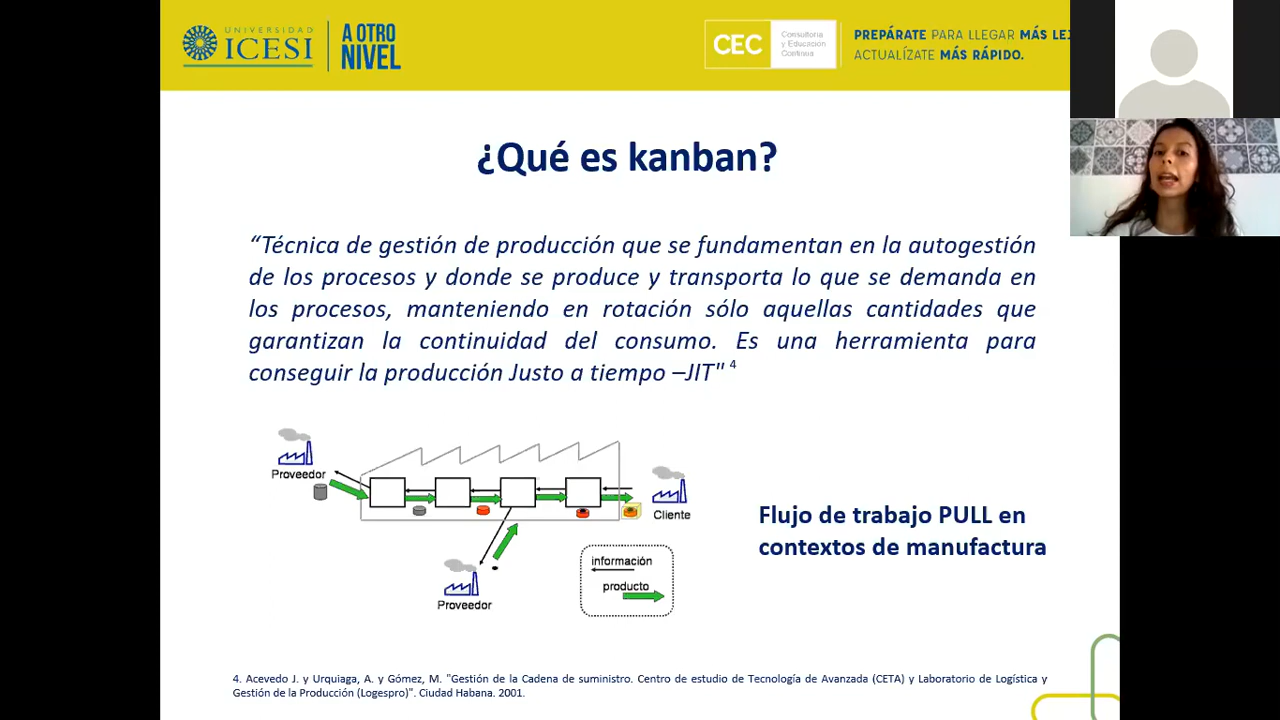 UNIVERSIDAD
ICESI
A OTRO
NIVEL
CEC
Consultoría
y Educación
Continua
PREPÁRATE PARA LLEGAR MÁS LE
ACTUALÍZATE MÁS RÁPIDO.
¿Qué es kanban?
“Técnica de gestión de producción que se fundamentan en la autogestión
de los procesos y donde se produce y transporta lo que se demanda en
los procesos, manteniendo en rotación sólo aquellas cantidades que
garantizan la continuidad del consumo. Es una herramienta para
conseguir la producción Justo a tiempo –JIT" 4
Proveedor
Cliente
Proveedor
información
producto
Flujo de trabajo PULL en
contextos de manufactura
4. Acevedo J. y Urquiaga, A. y Gómez, M. "Gestión de la Cadena de suministro. Centro de estudio de Tecnología de Avanzada (CETA) y Laboratorio de Logística y
Gestión de la Producción (Logespro)". Ciudad Habana. 2001.